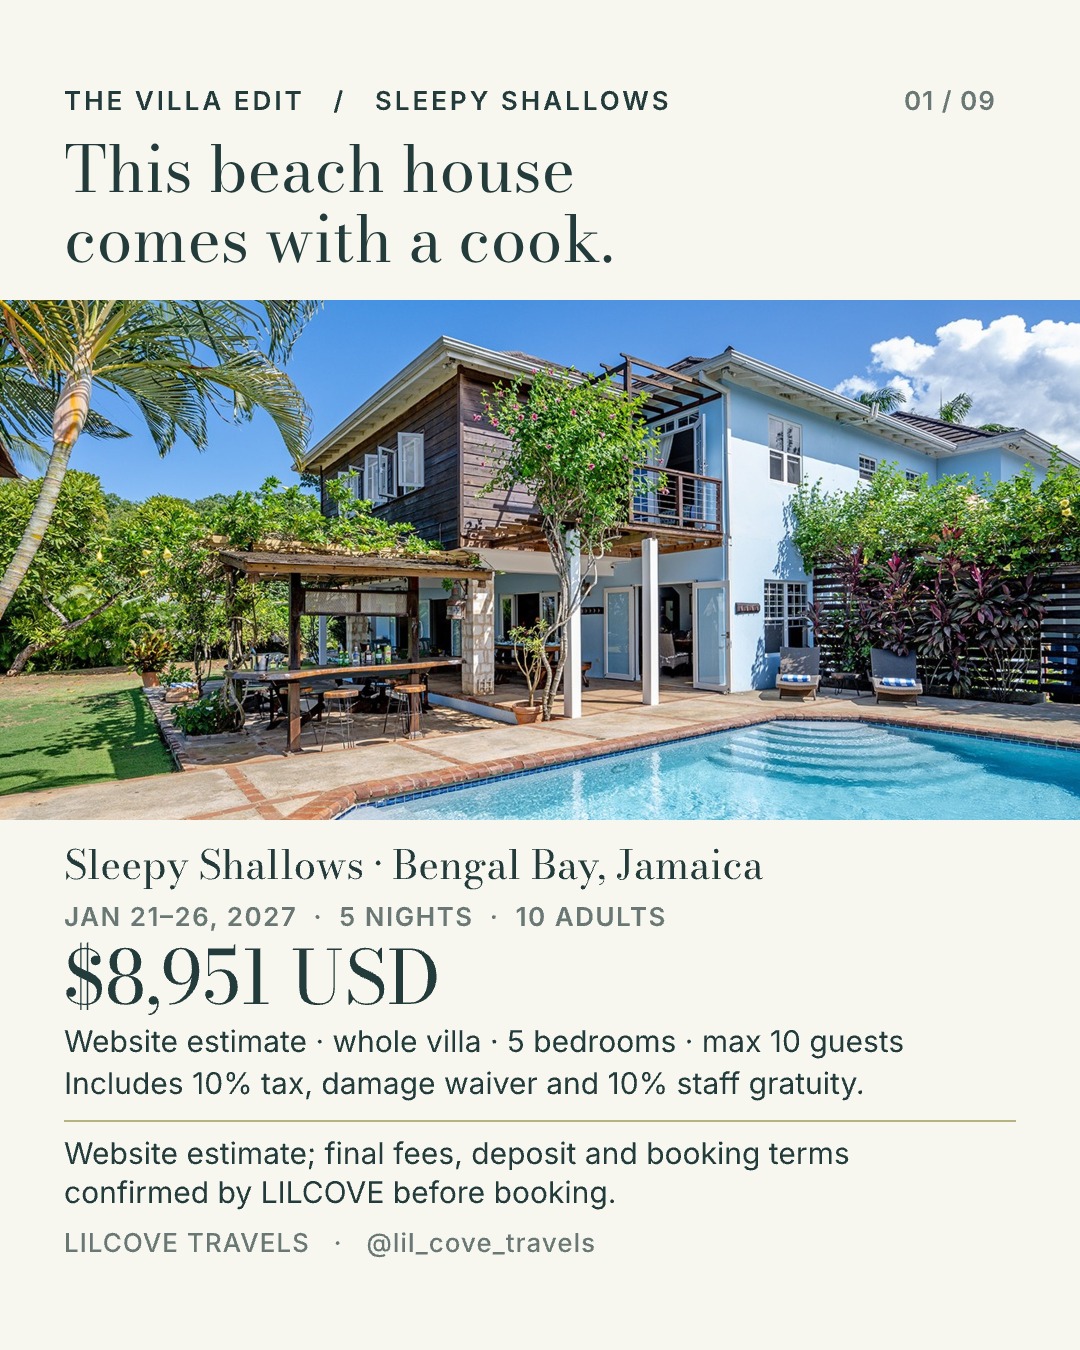 THE VILLA EDIT / SLEEPY SHALLOWS 01 / 09
This beach house
comes with a cook.
Sleepy Shallows · Bengal Bay, Jamaica
JAN 21–26, 2027 · 5 NIGHTS · 10 ADULTS
$8,951 USD
Website estimate · whole villa · 5 bedrooms · max 10 guests
Includes 10% tax, damage waiver and 10% staff gratuity.
Website estimate; final fees, deposit and booking terms
confirmed by LILCOVE before booking.
LILCOVE TRAVELS · @lil_cove_travels